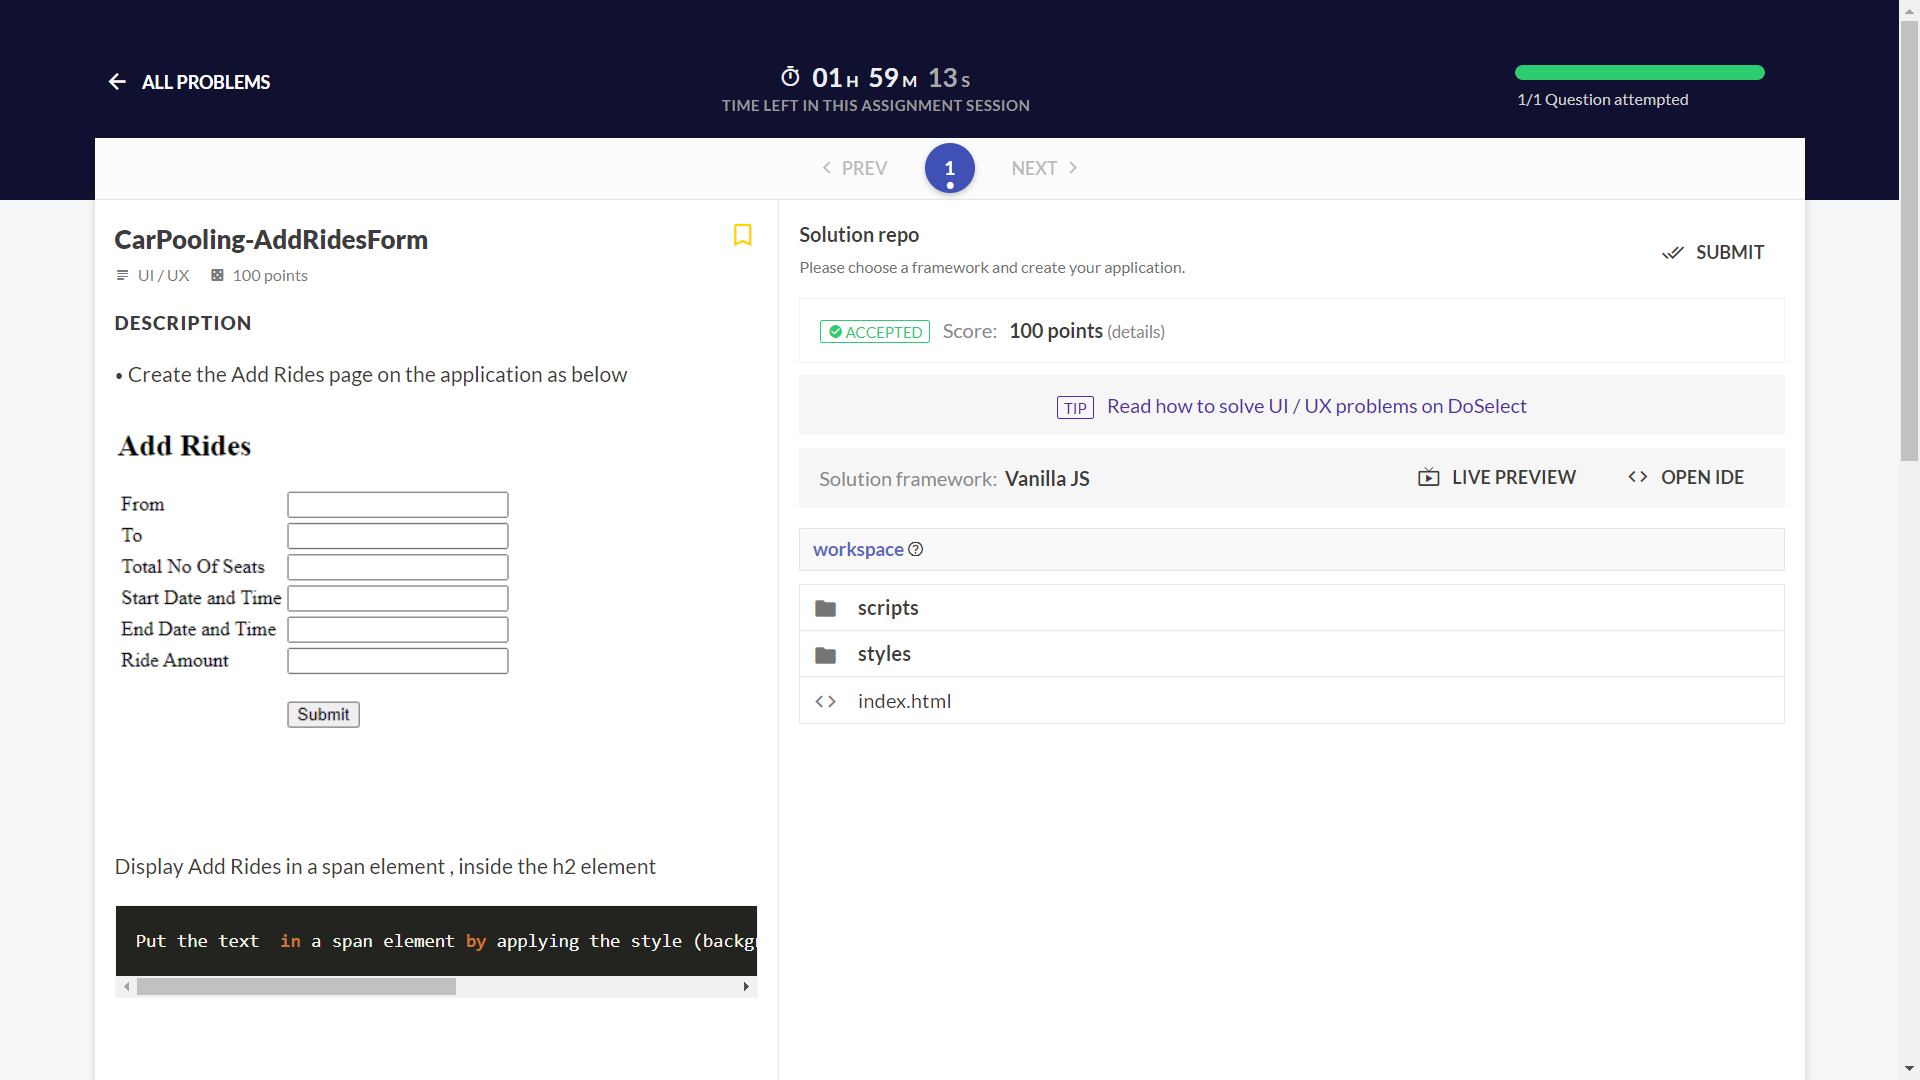 ALL PROBLEMS
01 H 59 M 13 S
TIME LEFT IN THIS ASSIGNMENT SESSION
1/1 Question attempted
PREV
1
NEXT
CarPooling-AddRidesForm
UI / UX
100 points
DESCRIPTION
• Create the Add Rides page on the application as below
Add Rides
From
To
Total No Of Seats
Start Date and Time
End Date and Time
Ride Amount
Submit
Display Add Rides in a span element , inside the h2 element
Put the text  in a span element by applying the style (backgr
Solution repo
Please choose a framework and create your application.
SUBMIT
ACCEPTED Score: 100 points (details)
TIP Read how to solve UI / UX problems on DoSelect
Solution framework: Vanilla JS
LIVE PREVIEW
OPEN IDE
workspace
scripts
styles
index.html